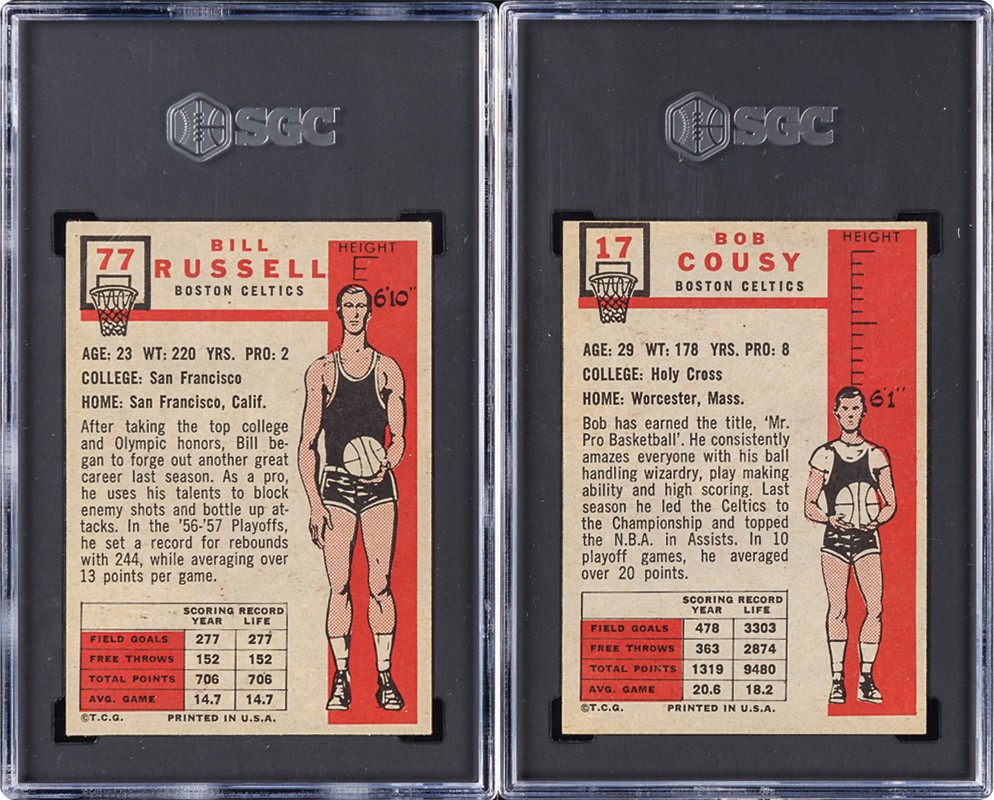 SGC
77
BILL
RUSSELL
BOSTON CELTICS
HEIGHT
6'10"
AGE: 23 WT: 220 YRS. PRO: 2
COLLEGE: San Francisco
HOME: San Francisco, Calif.
After taking the top college
and Olympic honors, Bill be-
gan to forge out another great
career last season. As a pro,
he uses his talents to block
enemy shots and bottle up at-
tacks. In the '56-'57 Playoffs,
he set a record for rebounds
with 244, while averaging over
13 points per game.
SCORING RECORD
YEAR LIFE
FIELD GOALS 277 277
FREE THROWS 152 152
TOTAL POINTS 706 706
AVG. GAME 14.7 14.7
©T.C.G. PRINTED IN U.S.A.
SGC
17
BOB
COUSY
BOSTON CELTICS
HEIGHT
6'1"
AGE: 29 WT: 178 YRS. PRO: 8
COLLEGE: Holy Cross
HOME: Worcester, Mass.
Bob has earned the title, 'Mr.
Pro Basketball'. He consistently
amazes everyone with his ball
handling wizardry, play making
ability and high scoring. Last
season he led the Celtics to
the Championship and topped
the N.B.A. in Assists. In 10
playoff games, he averaged
over 20 points.
SCORING RECORD
YEAR LIFE
FIELD GOALS 478 3303
FREE THROWS 363 2874
TOTAL POINTS 1319 9480
AVG. GAME 20.6 18.2
©T.C.G. PRINTED IN U.S.A.